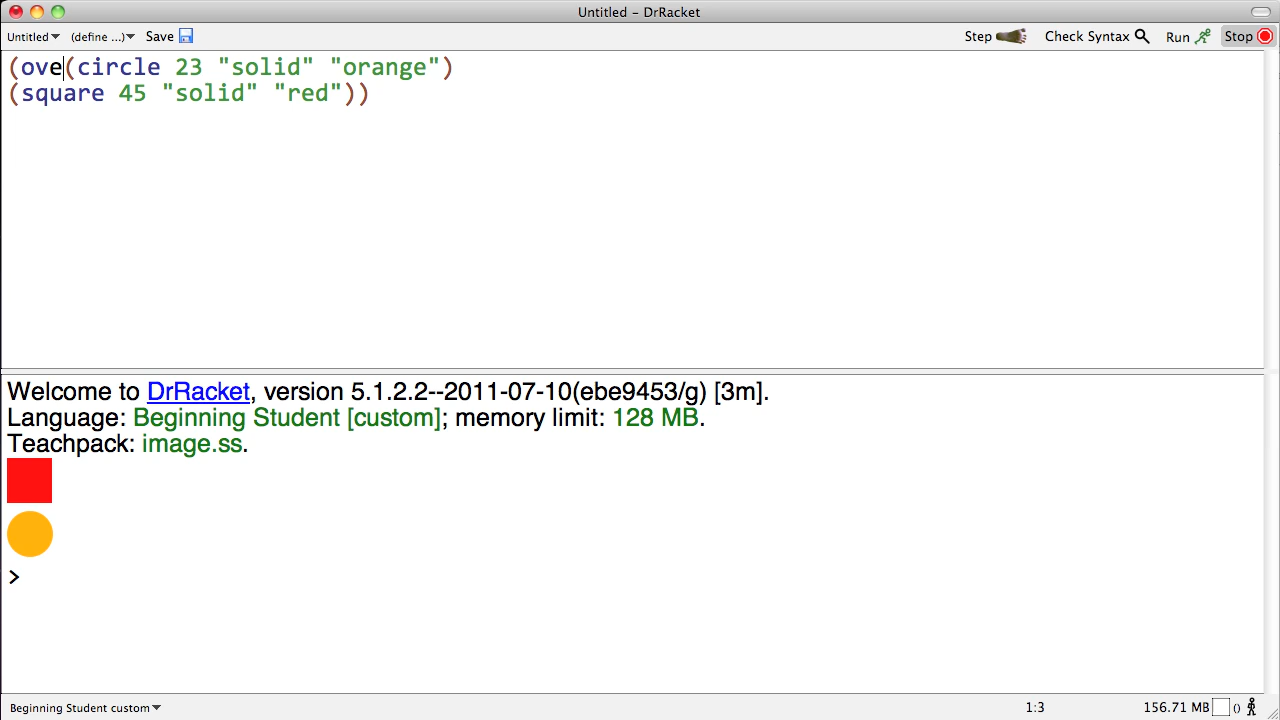 Untitled – DrRacket
Untitled (define ...) Save Step Check Syntax Run Stop
(ove(circle 23 "solid" "orange")
(square 45 "solid" "red"))
Welcome to DrRacket, version 5.1.2.2--2011-07-10(ebe9453/g) [3m].
Language: Beginning Student [custom]; memory limit: 128 MB.
Teachpack: image.ss.
>
Beginning Student custom 1:3 156.71 MB ()